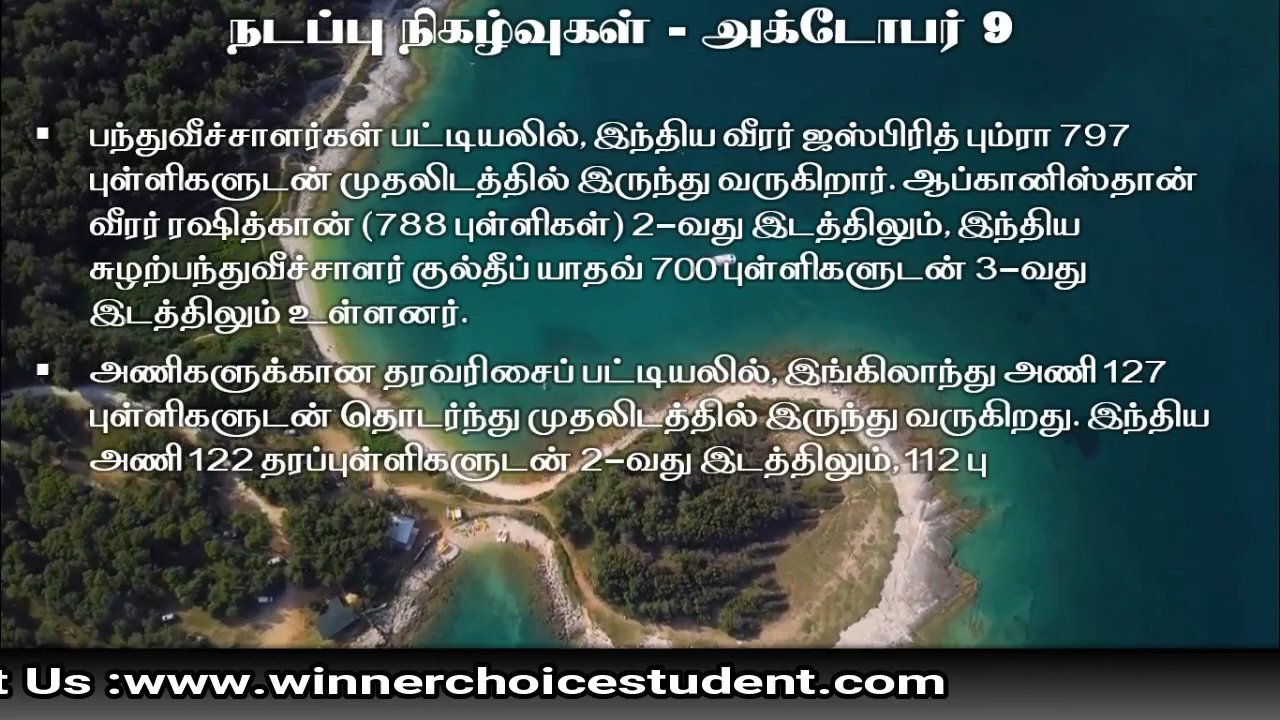 நடப்பு நிகழ்வுகள் - அக்டோபர் 9
▪ பந்துவீச்சாளர்கள் பட்டியலில், இந்திய வீரர் ஜஸ்பிரித் பும்ரா 797
புள்ளிகளுடன் முதலிடத்தில் இருந்து வருகிறார். ஆப்கானிஸ்தான்
வீரர் ரஷித்கான் (788 புள்ளிகள்) 2-வது இடத்திலும், இந்திய
சுழற்பந்துவீச்சாளர் குல்தீப் யாதவ் 700 புள்ளிகளுடன் 3-வது
இடத்திலும் உள்ளனர்.
▪ அணிகளுக்கான தரவரிசைப் பட்டியலில், இங்கிலாந்து அணி 127
புள்ளிகளுடன் தொடர்ந்து முதலிடத்தில் இருந்து வருகிறது. இந்திய
அணி 122 தரப்புள்ளிகளுடன் 2-வது இடத்திலும், 112 பு
t Us :www.winnerchoicestudent.com